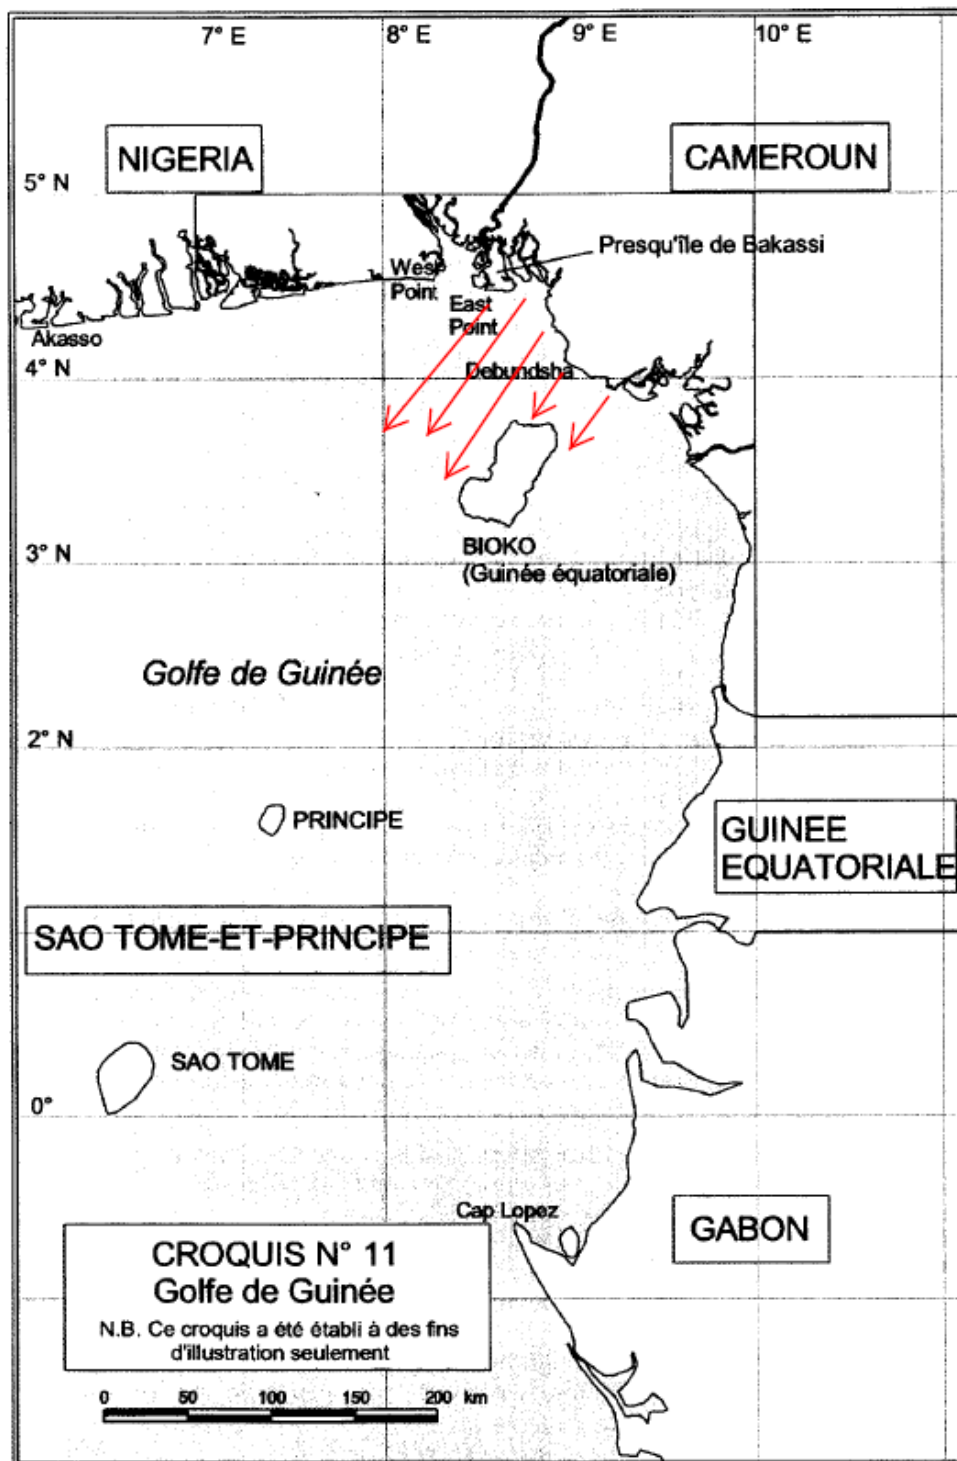 7° E
8° E
9° E
10° E
NIGERIA
CAMEROUN
5° N
Presqu'île de Bakassi
West
Point
East
Point
Akasso
4° N
Debundsha
3° N
BIOKO
(Guinée équatoriale)
Golfe de Guinée
2° N
PRINCIPE
GUINEE
EQUATORIALE
SAO TOME-ET-PRINCIPE
SAO TOME
0°
Cap Lopez
GABON
CROQUIS N° 11
Golfe de Guinée
N.B. Ce croquis a été établi à des fins
d'illustration seulement
0 50 100 150 200 km